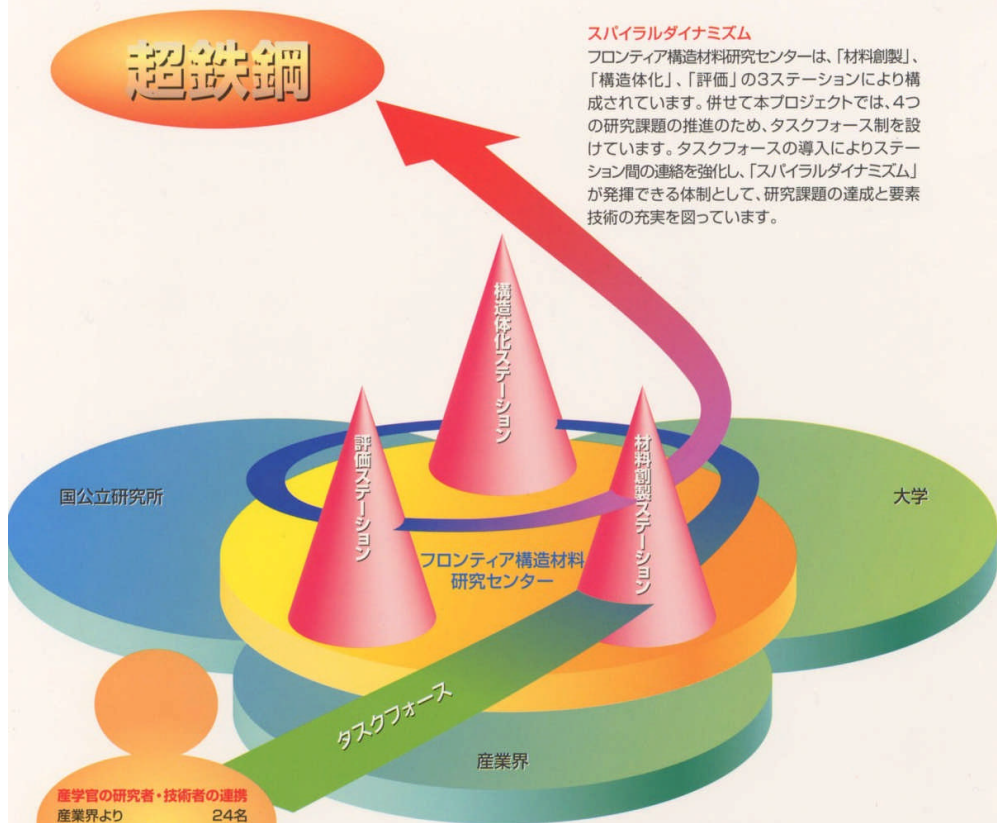 超鉄鋼
スパイラルダイナミズム
フロンティア構造材料研究センターは、「材料創製」、
「構造体化」、「評価」の3ステーションにより構
成されています。併せて本プロジェクトでは、4つ
の研究課題の推進のため、タスクフォース制を設
けています。タスクフォースの導入によりステー
ション間の連絡を強化し、「スパイラルダイナミズム」
が発揮できる体制として、研究課題の達成と要素
技術の充実を図っています。
構造体化ステーション
評価ステーション
材料創製ステーション
国公立研究所
大学
フロンティア構造材料
研究センター
タスクフォース
産業界
産学官の研究者・技術者の連携
産業界より 24名